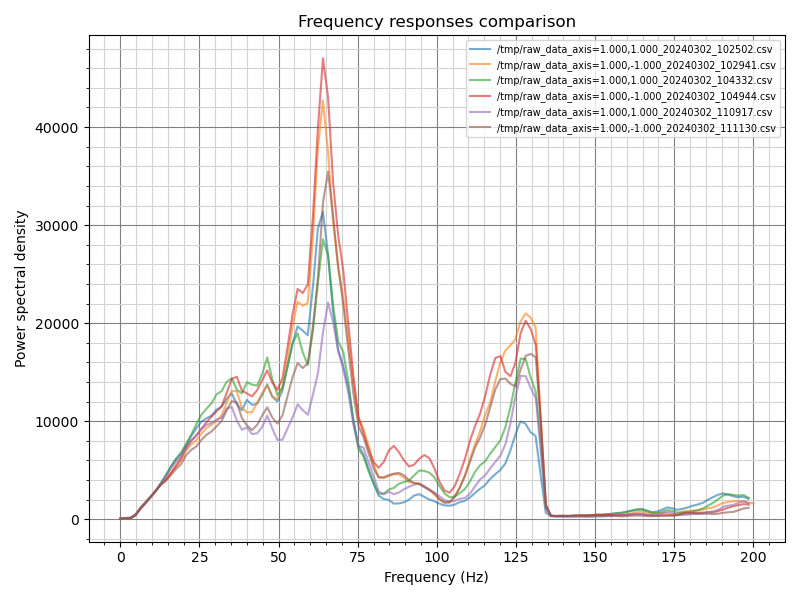 Frequency responses comparison
/tmp/raw_data_axis=1.000,1.000_20240302_102502.csv
/tmp/raw_data_axis=1.000,-1.000_20240302_102941.csv
/tmp/raw_data_axis=1.000,1.000_20240302_104332.csv
/tmp/raw_data_axis=1.000,-1.000_20240302_104944.csv
/tmp/raw_data_axis=1.000,1.000_20240302_110917.csv
/tmp/raw_data_axis=1.000,-1.000_20240302_111130.csv
Power spectral density
40000
30000
20000
10000
0
0 25 50 75 100 125 150 175 200
Frequency (Hz)